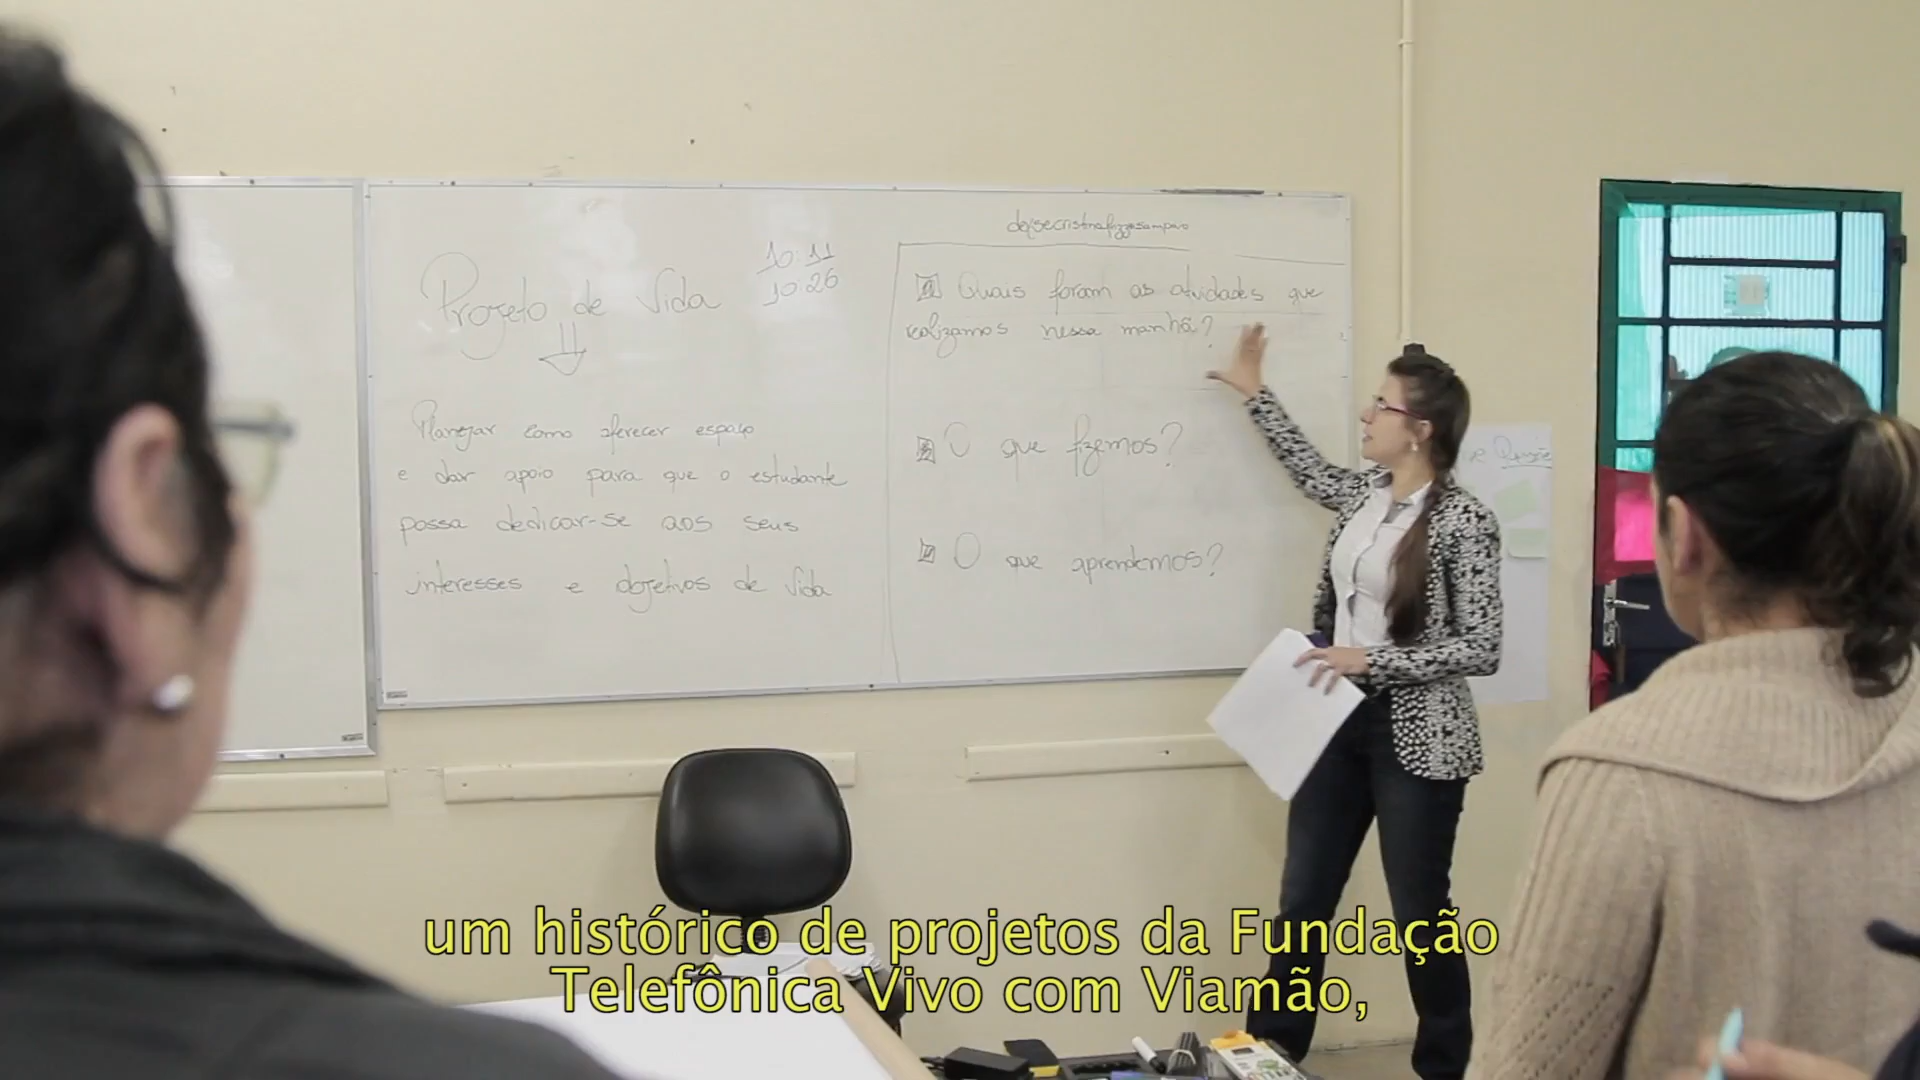 Projeto de Vida
10:11
10:26
Planejar como oferecer espaço
e dar apoio para que o estudante
possa dedicar-se aos seus
interesses e objetivos de vida
Quais foram as atividades que
realizamos nessa manhã?
O que fizemos?
O que aprendemos?
um histórico de projetos da Fundação
Telefônica Vivo com Viamão,